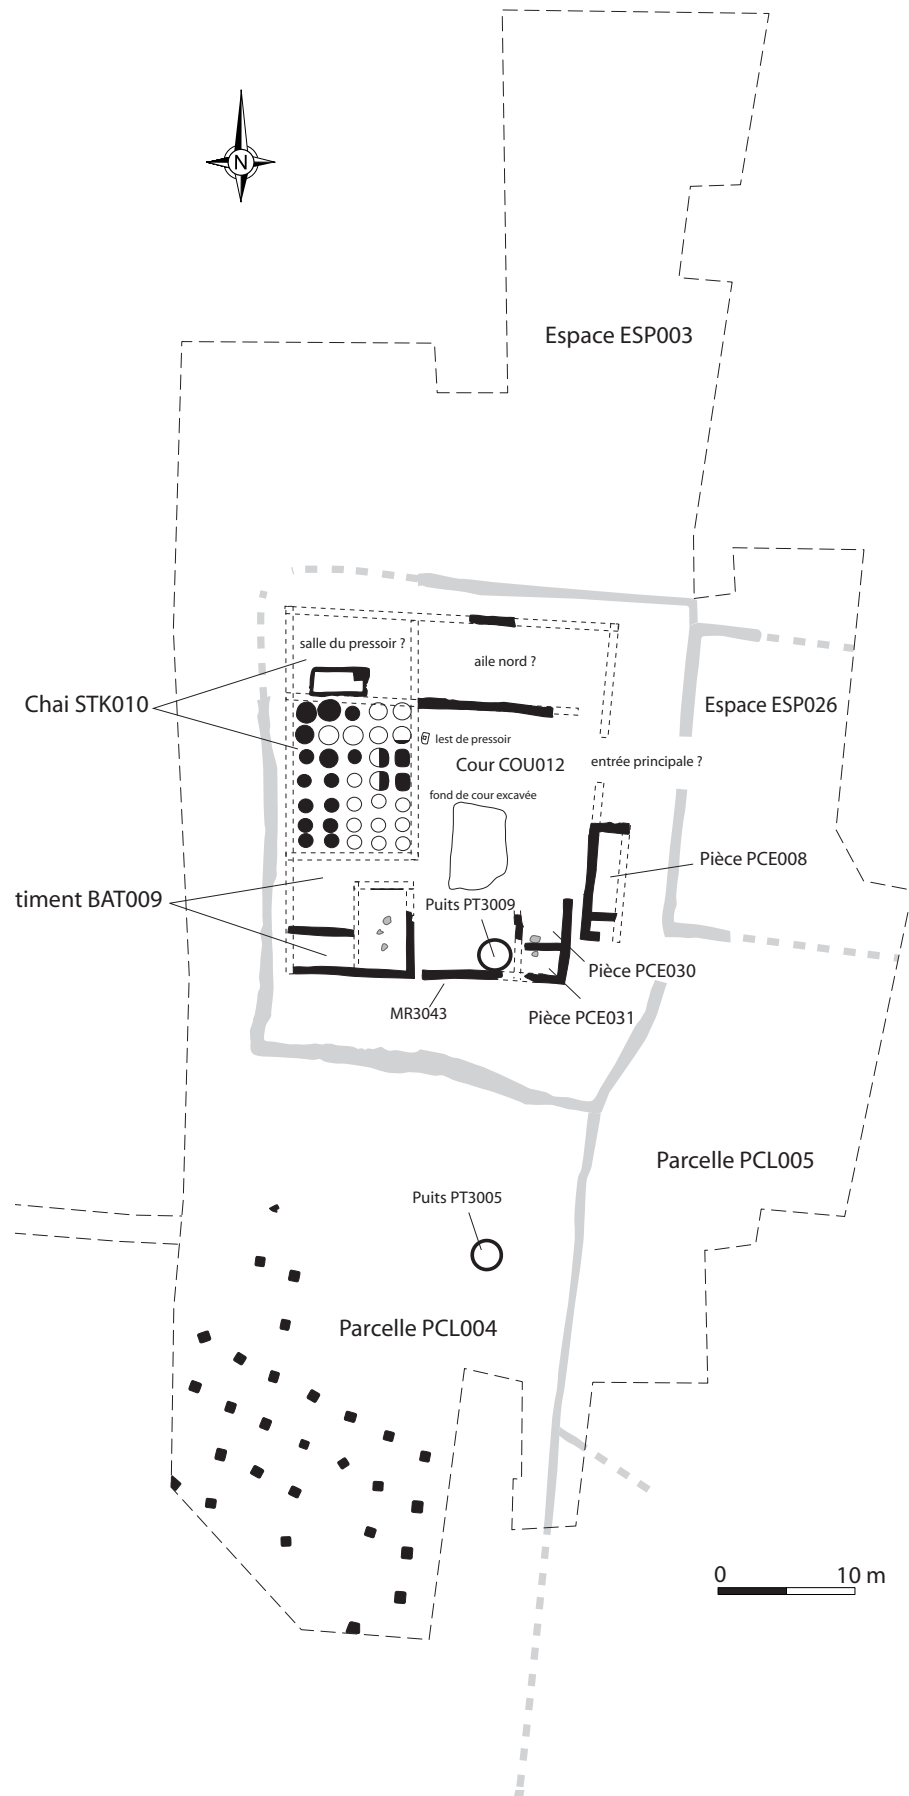 N
Espace ESP003
salle du pressoir ?
aile nord ?
Chai STK010
Espace ESP026
lest de pressoir
Cour COU012
entrée principale ?
fond de cour excavée
Pièce PCE008
timent BAT009
Puits PT3009
Pièce PCE030
MR3043
Pièce PCE031
Parcelle PCL005
Puits PT3005
Parcelle PCL004
0 10 m